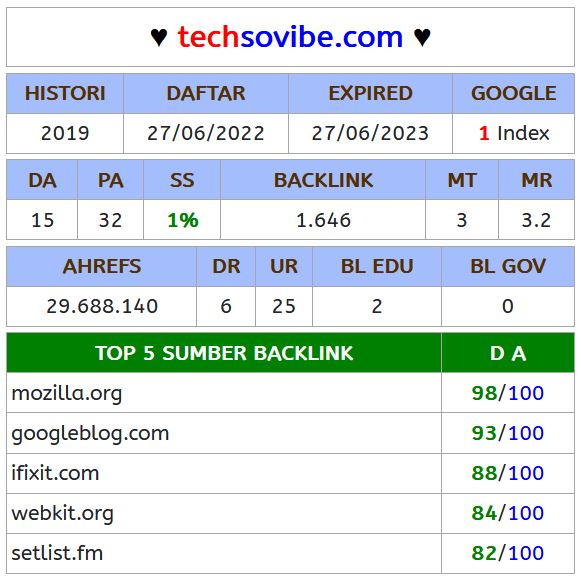 ♥ techsovibe.com ♥
HISTORI DAFTAR EXPIRED GOOGLE
2019 27/06/2022 27/06/2023 1 Index
DA PA SS BACKLINK MT MR
15 32 1% 1.646 3 3.2
AHREFS DR UR BL EDU BL GOV
29.688.140 6 25 2 0
TOP 5 SUMBER BACKLINK D A
mozilla.org 98/100
googleblog.com 93/100
ifixit.com 88/100
webkit.org 84/100
setlist.fm 82/100